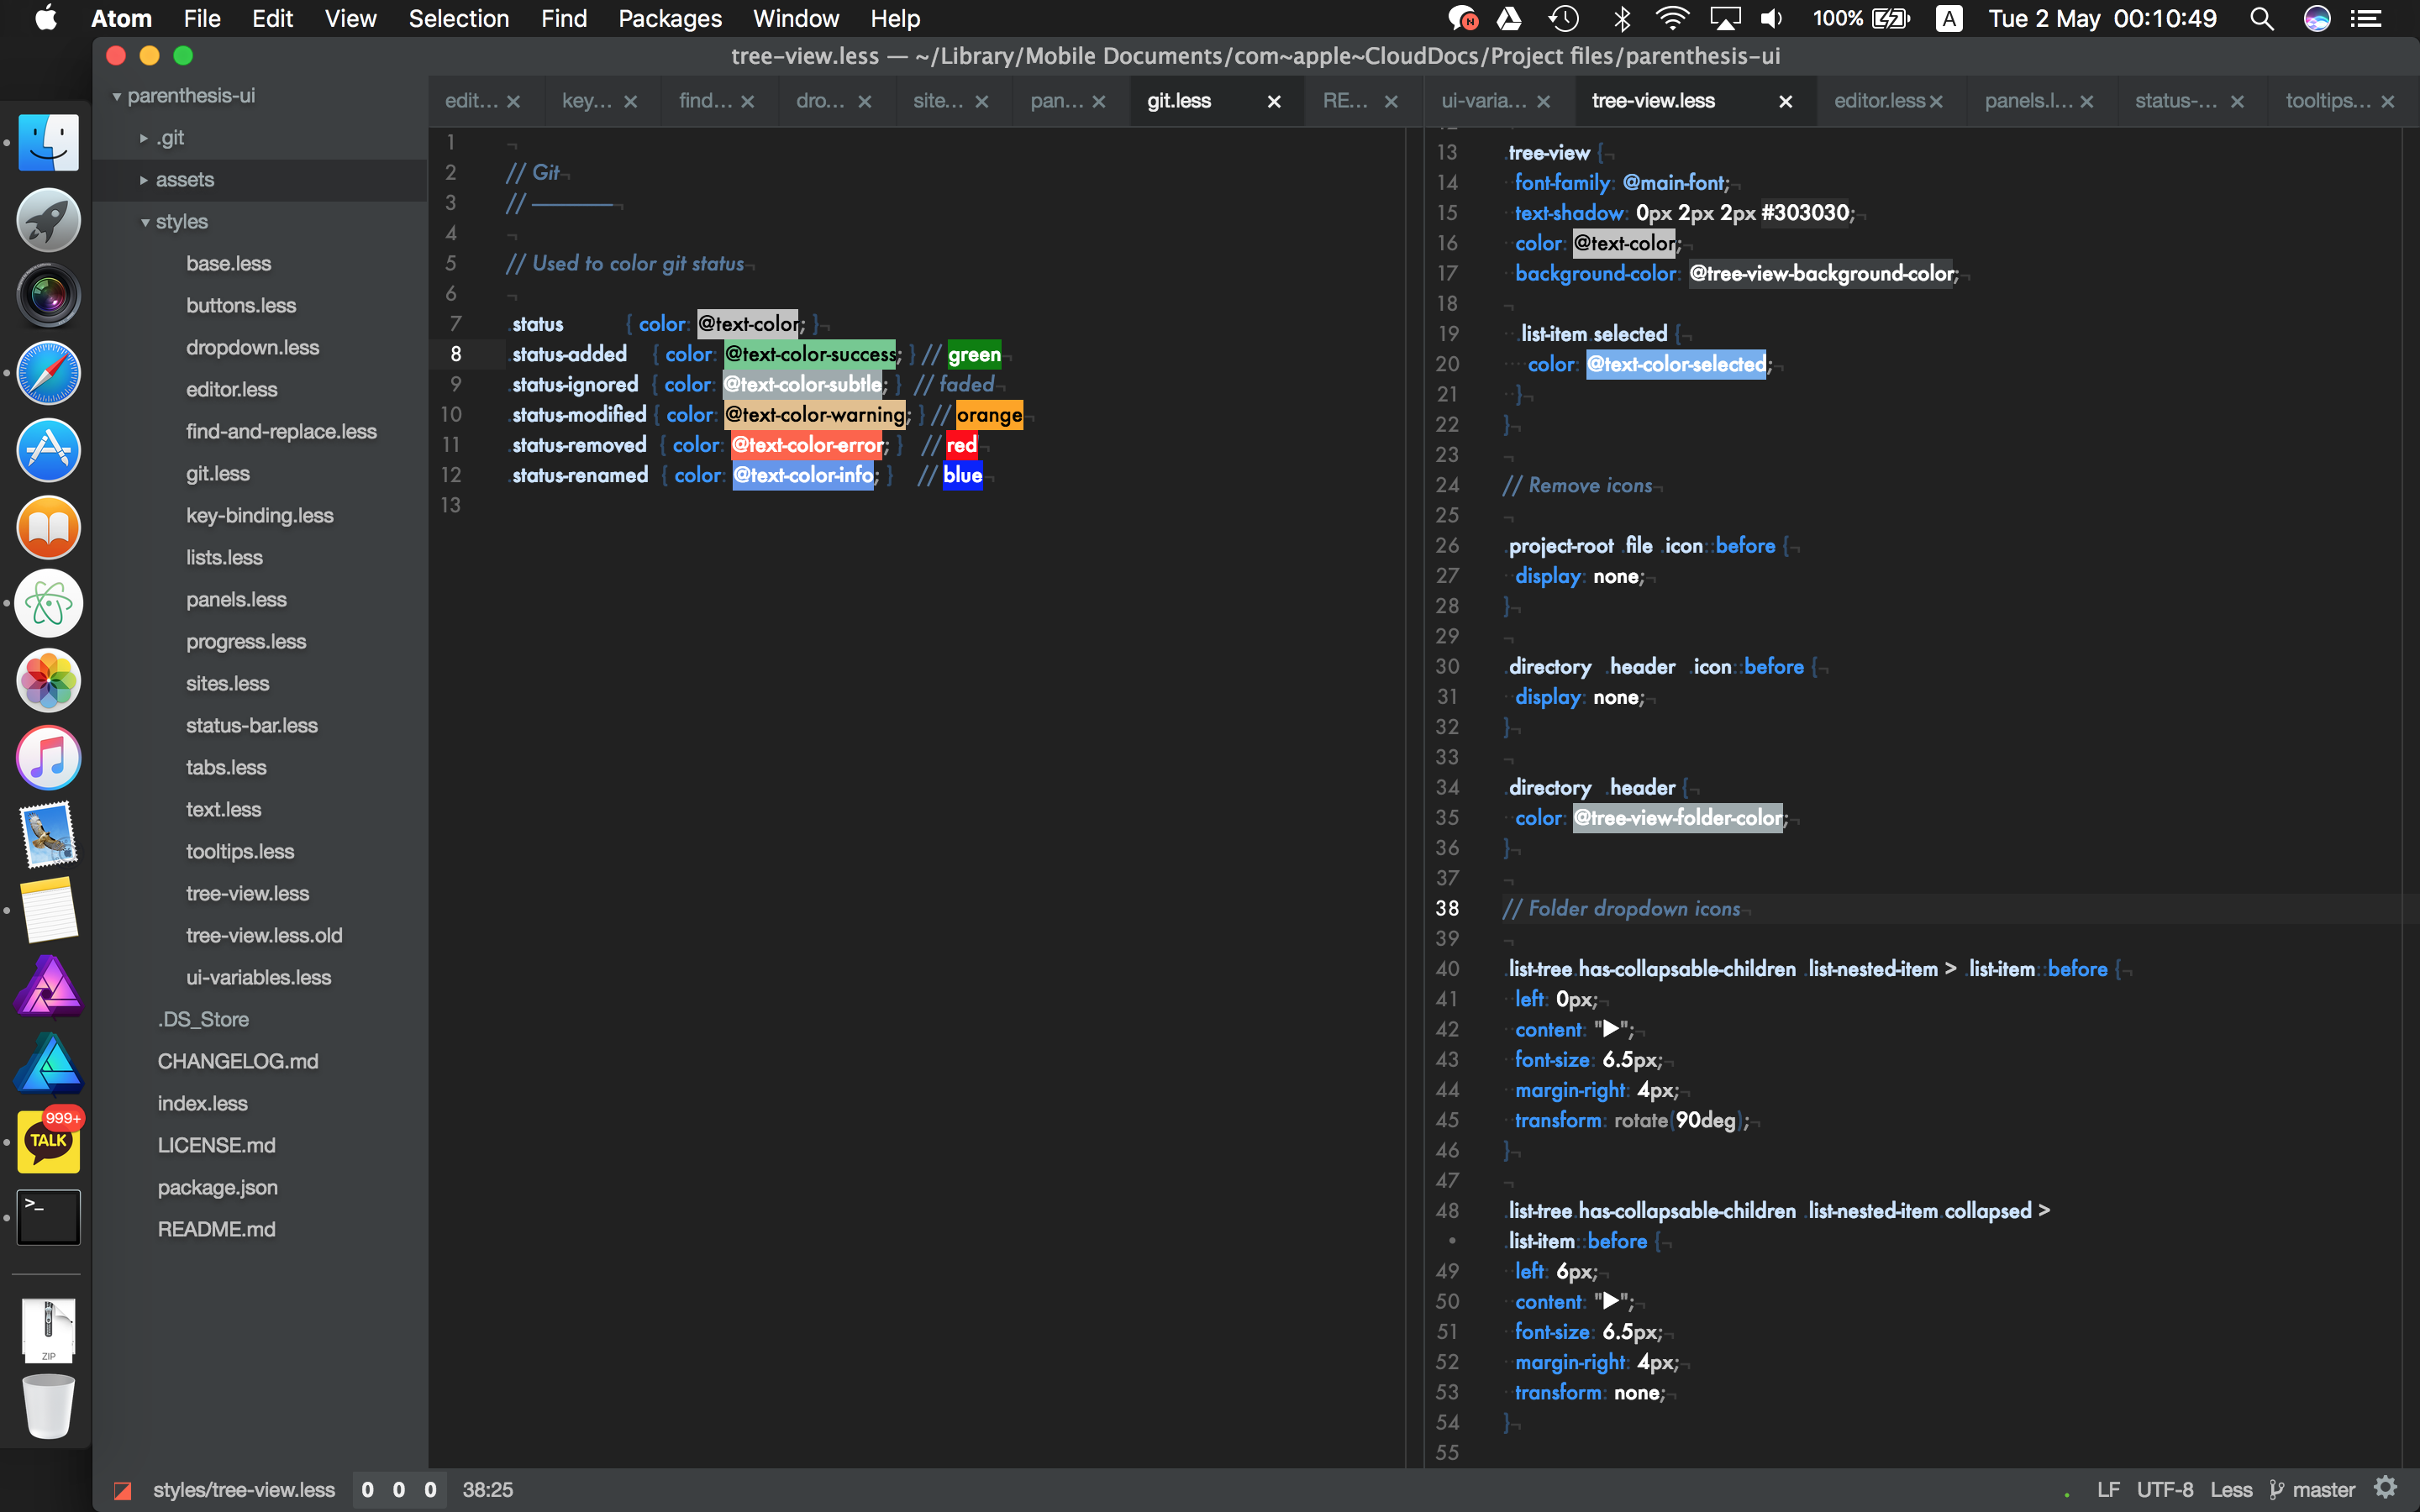 Atom File Edit View Selection Find Packages Window Help
100% A Tue 2 May 00:10:49
tree-view.less — ~/Library/Mobile Documents/com~apple~CloudDocs/Project files/parenthesis-ui
parenthesis-ui
.git
assets
styles
base.less
buttons.less
dropdown.less
editor.less
find-and-replace.less
git.less
key-binding.less
lists.less
panels.less
progress.less
sites.less
status-bar.less
tabs.less
text.less
tooltips.less
tree-view.less
tree-view.less.old
ui-variables.less
.DS_Store
CHANGELOG.md
index.less
LICENSE.md
package.json
README.md
999+
TALK
>_
ZIP
edit... × key... × find... × dro... × site... × pan... × git.less × RE... ×
1 ¬
2 // Git¬
3 // ————¬
4 ¬
5 // Used to color git status¬
6 ¬
7 .status { color: @text-color; }¬
8 .status-added { color: @text-color-success; } // green¬
9 .status-ignored { color: @text-color-subtle; } // faded¬
10 .status-modified { color: @text-color-warning; } // orange¬
11 .status-removed { color: @text-color-error; } // red¬
12 .status-renamed { color: @text-color-info; } // blue¬
13
ui-varia... × tree-view.less × editor.less × panels.l... × status-... × tooltips... ×
13 .tree-view {¬
14 font-family: @main-font;¬
15 text-shadow: 0px 2px 2px #303030;¬
16 color: @text-color;¬
17 background-color: @tree-view-background-color;¬
18 ¬
19 .list-item.selected {¬
20 color: @text-color-selected;¬
21 }¬
22 }¬
23 ¬
24 // Remove icons¬
25 ¬
26 .project-root .file .icon::before {¬
27 display: none;¬
28 }¬
29 ¬
30 .directory .header .icon::before {¬
31 display: none;¬
32 }¬
33 ¬
34 .directory .header {¬
35 color: @tree-view-folder-color;¬
36 }¬
37 ¬
38 // Folder dropdown icons¬
39 ¬
40 .list-tree.has-collapsable-children .list-nested-item > .list-item::before {¬
41 left: 0px;¬
42 content: "▶";¬
43 font-size: 6.5px;¬
44 margin-right: 4px;¬
45 transform: rotate(90deg);¬
46 }¬
47 ¬
48 .list-tree.has-collapsable-children .list-nested-item.collapsed >
• .list-item::before {¬
49 left: 6px;¬
50 content: "▶";¬
51 font-size: 6.5px;¬
52 margin-right: 4px;¬
53 transform: none;¬
54 }¬
55
styles/tree-view.less 0 0 0 38:25
LF UTF-8 Less master